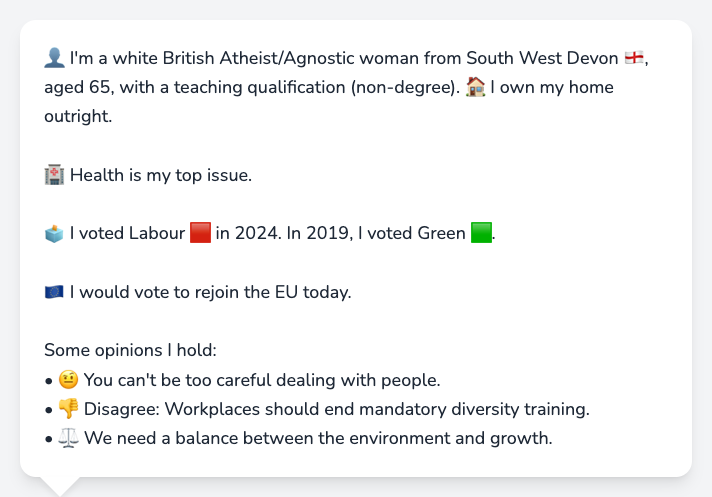 👤 I'm a white British Atheist/Agnostic woman from South West Devon 🏴󠁧󠁢󠁥󠁮󠁧󠁿,
aged 65, with a teaching qualification (non-degree). 🏠 I own my home
outright.
🏥 Health is my top issue.
🗳️ I voted Labour 🟥 in 2024. In 2019, I voted Green 🟩.
🇪🇺 I would vote to rejoin the EU today.
Some opinions I hold:
• 🤨 You can't be too careful dealing with people.
• 👎 Disagree: Workplaces should end mandatory diversity training.
• ⚖️ We need a balance between the environment and growth.